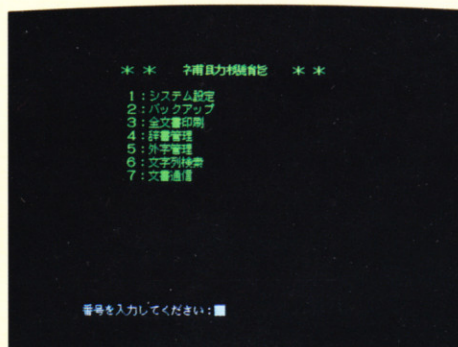 ＊＊ 補助機能 ＊＊
1：システム設定
2：バックアップ
3：全文書印刷
4：辞書管理
5：外字管理
6：文字列検索
7：文書通信
番号を入力してください：